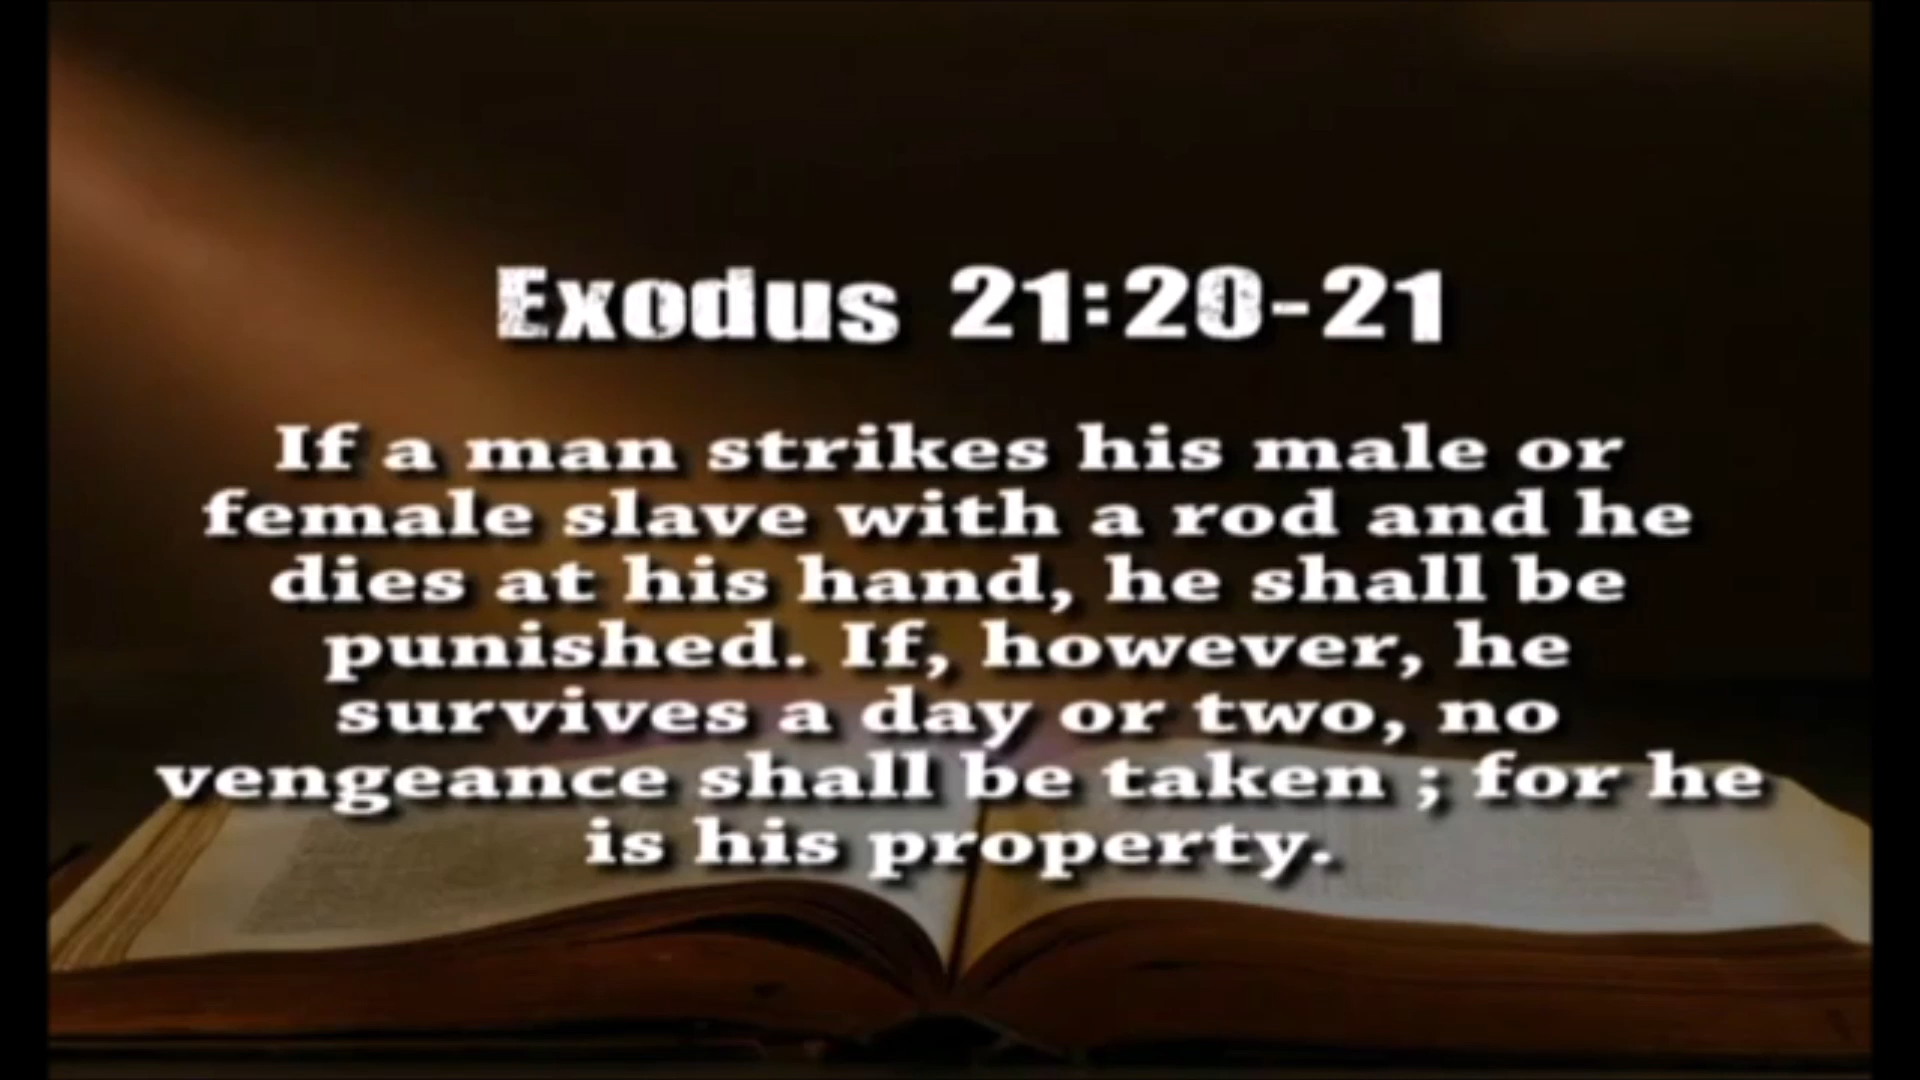 Exodus 21:20-21
If a man strikes his male or
female slave with a rod and he
dies at his hand, he shall be
punished. If, however, he
survives a day or two, no
vengeance shall be taken ; for he
is his property.